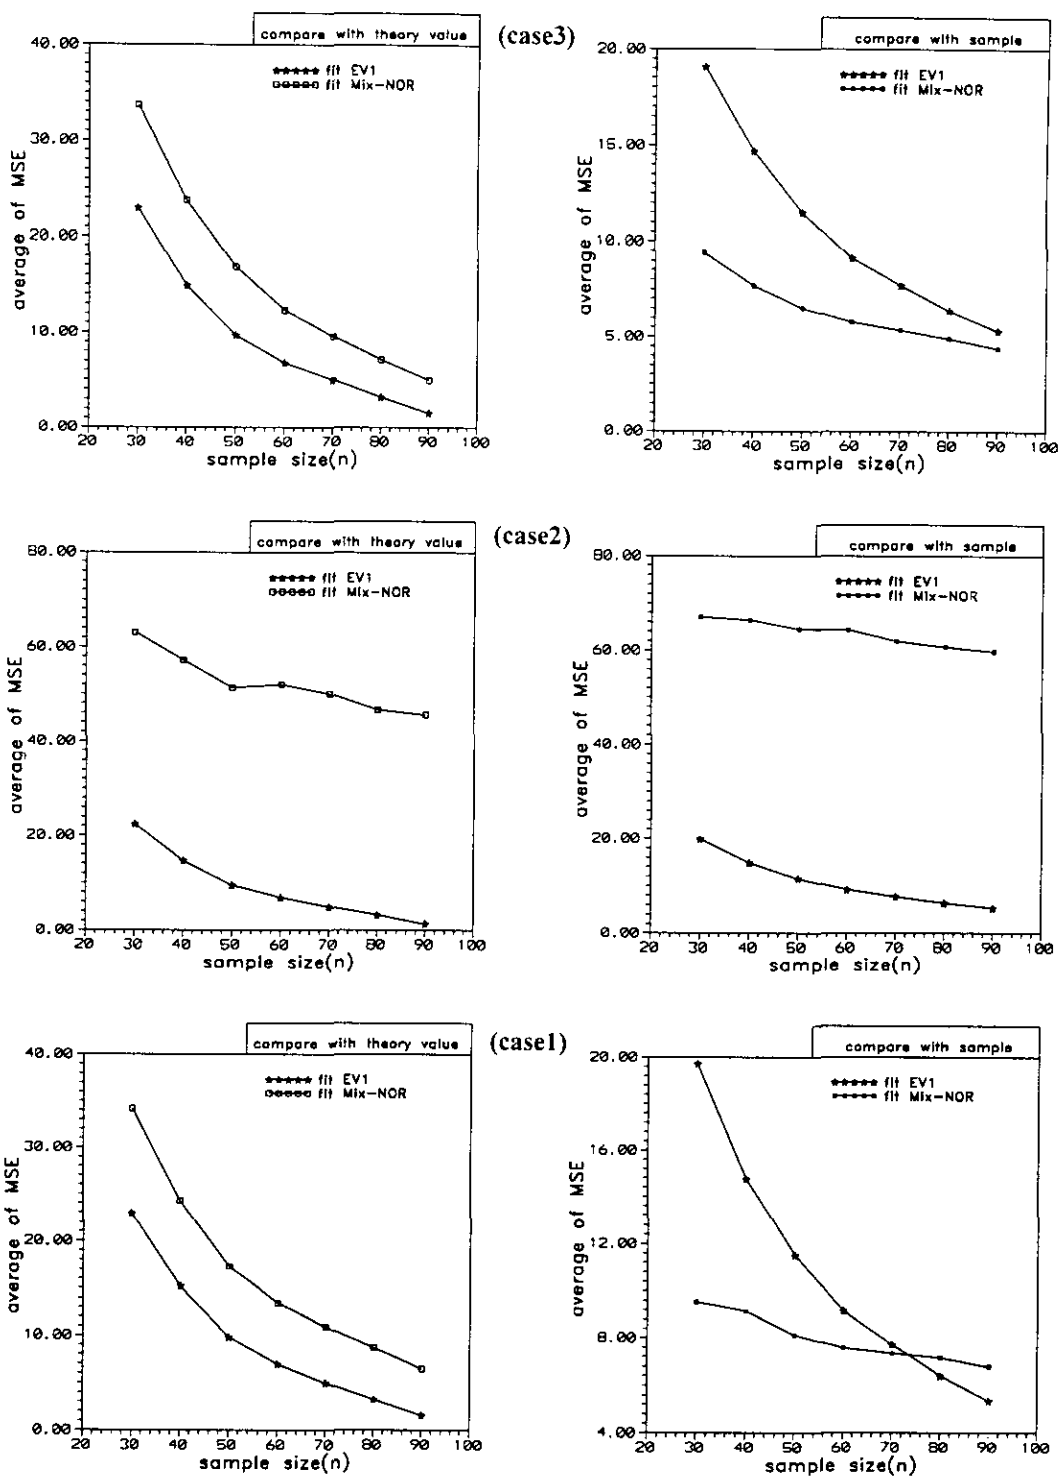 (case3)
compare with theory value
fit EV1
fit Mix-NOR
40.00
30.00
20.00
10.00
0.00
average of MSE
20 30 40 50 60 70 80 90 100
sample size(n)
compare with sample
fit EV1
fit Mix-NOR
20.00
15.00
10.00
5.00
0.00
average of MSE
20 30 40 50 60 70 80 90 100
sample size(n)
(case2)
compare with theory value
fit EV1
fit Mix-NOR
80.00
60.00
40.00
20.00
0.00
average of MSE
20 30 40 50 60 70 80 90 100
sample size(n)
compare with sample
fit EV1
fit Mix-NOR
80.00
60.00
40.00
20.00
0.00
average of MSE
20 30 40 50 60 70 80 90 100
sample size(n)
(case1)
compare with theory value
fit EV1
fit Mix-NOR
40.00
30.00
20.00
10.00
0.00
average of MSE
20 30 40 50 60 70 80 90 100
sample size(n)
compare with sample
fit EV1
fit Mix-NOR
20.00
16.00
12.00
8.00
4.00
average of MSE
20 30 40 50 60 70 80 90 100
sample size(n)